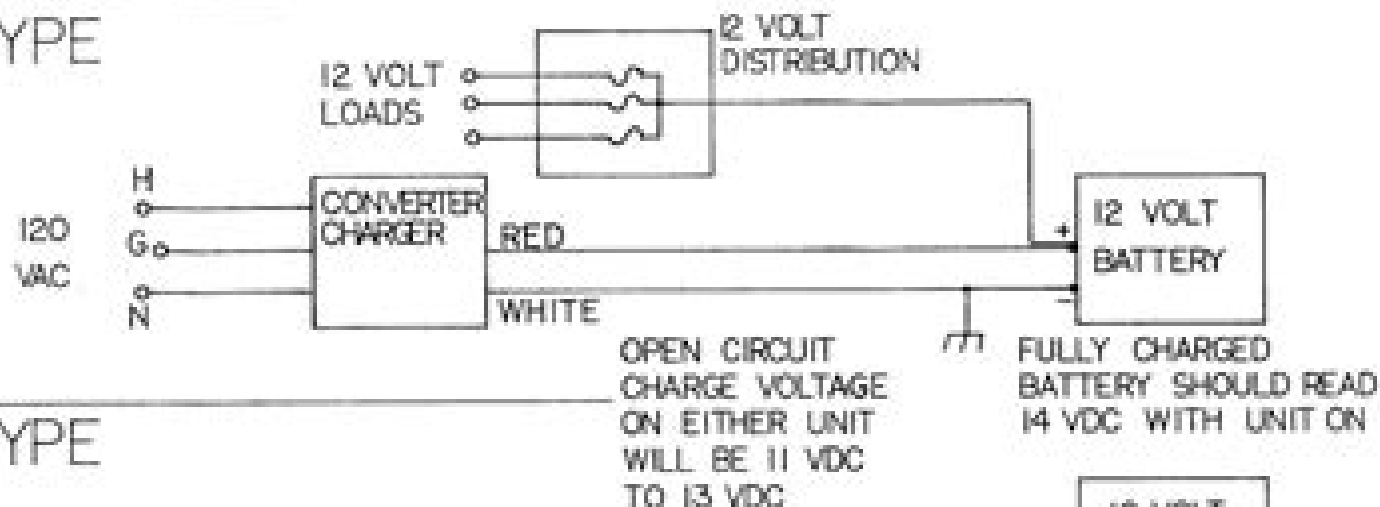 YPE
12 VOLT
DISTRIBUTION
12 VOLT
LOADS
H
120
VAC
G
N
CONVERTER
CHARGER
RED
WHITE
+
12 VOLT
BATTERY
-
OPEN CIRCUIT
CHARGE VOLTAGE
ON EITHER UNIT
WILL BE 11 VDC
TO 13 VDC
FULLY CHARGED
BATTERY SHOULD READ
14 VDC WITH UNIT ON
YPE
12 VOLT